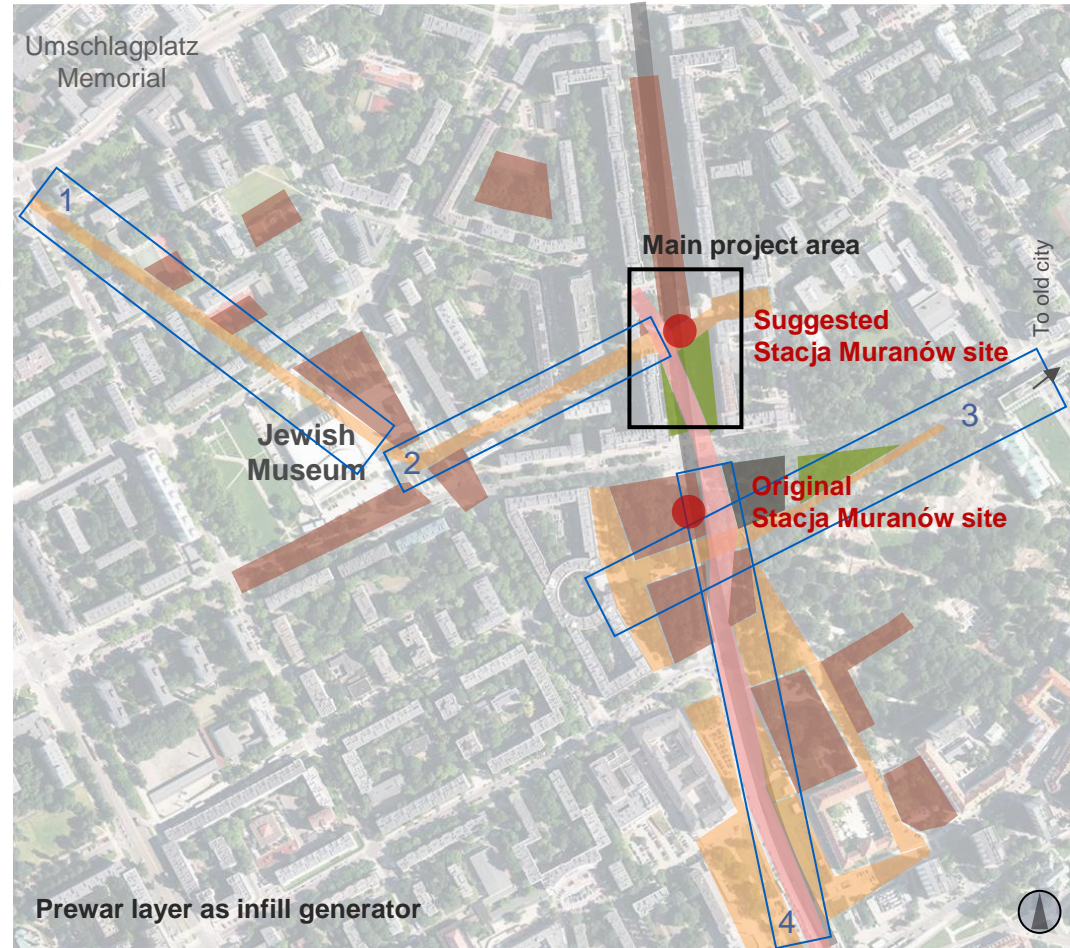 Umschlagplatz
Memorial
1
Main project area
To old city
Suggested
Stacja Muranów site
3
Jewish
Museum
2
Original
Stacja Muranów site
Prewar layer as infill generator
4